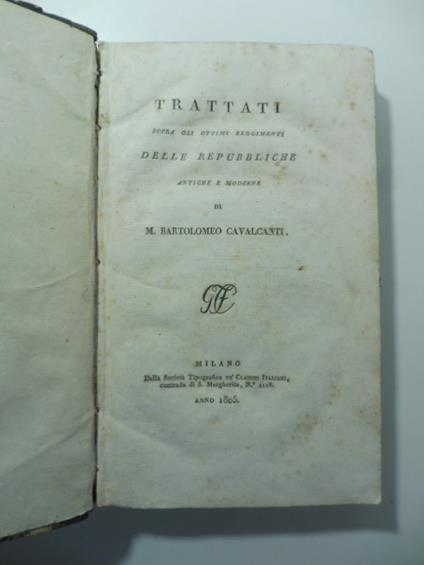 TRATTATI
SOPRA GLI OTTIMI REGGIMENTI
DELLE REPUBBLICHE
ANTICHE E MODERNE
DI
M. BARTOLOMEO CAVALCANTI.
MILANO
Dalla Società Tipografica de' CLASSICI ITALIANI,
contrada di S. Margherita, N.º 1118.
ANNO 1805.